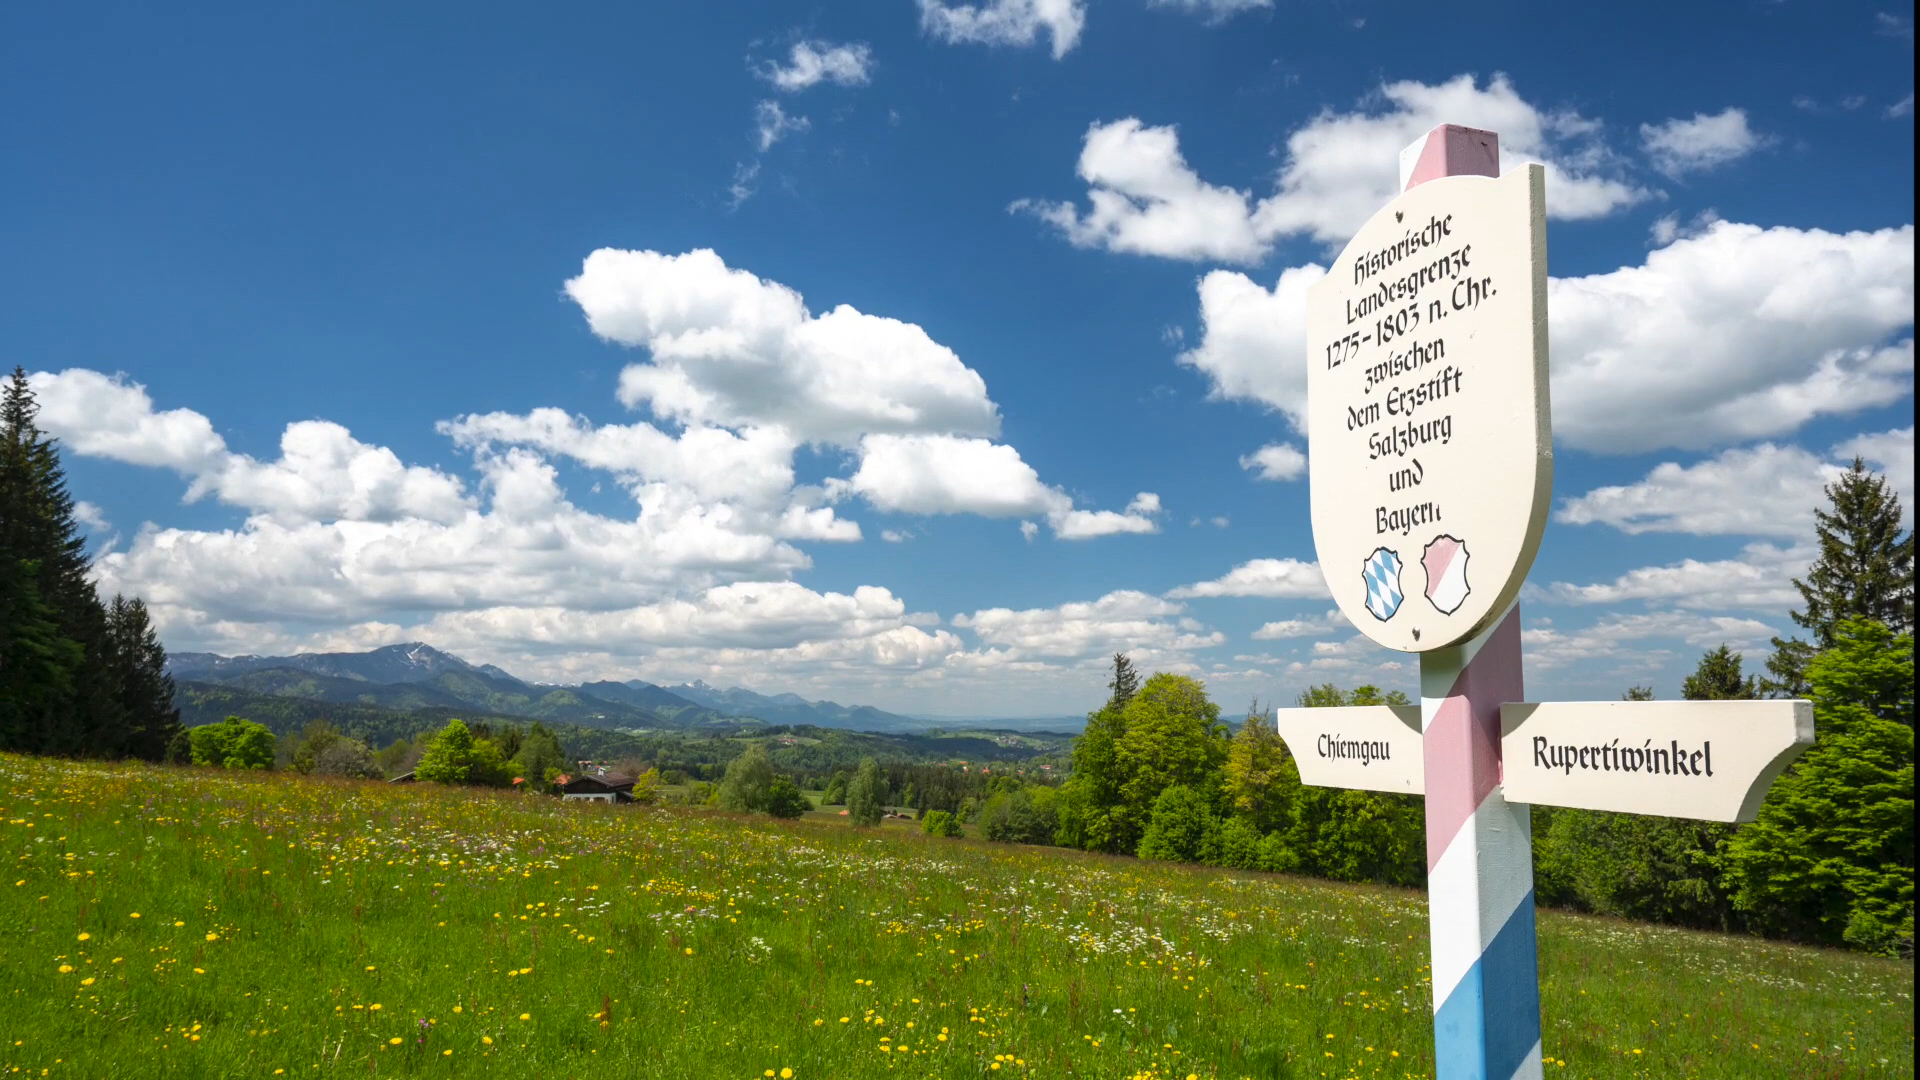 Historische
Landesgrenze
1275-1803 n. Chr.
zwischen
dem Erzstift
Salzburg
und
Bayern
Chiemgau
Rupertiwinkel